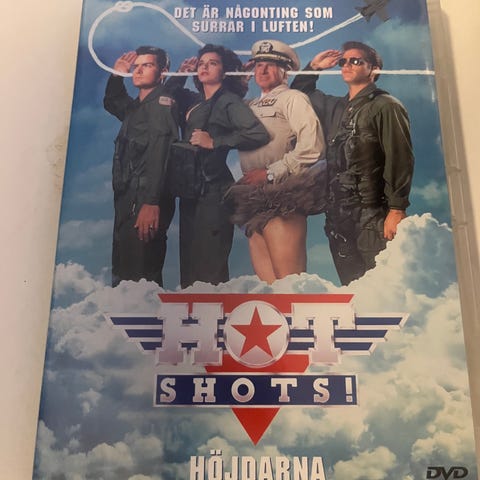 DET ÄR NÅGONTING SOM
SURRAR I LUFTEN!
HOT
SHOTS!
HÖJDARNA
DVD